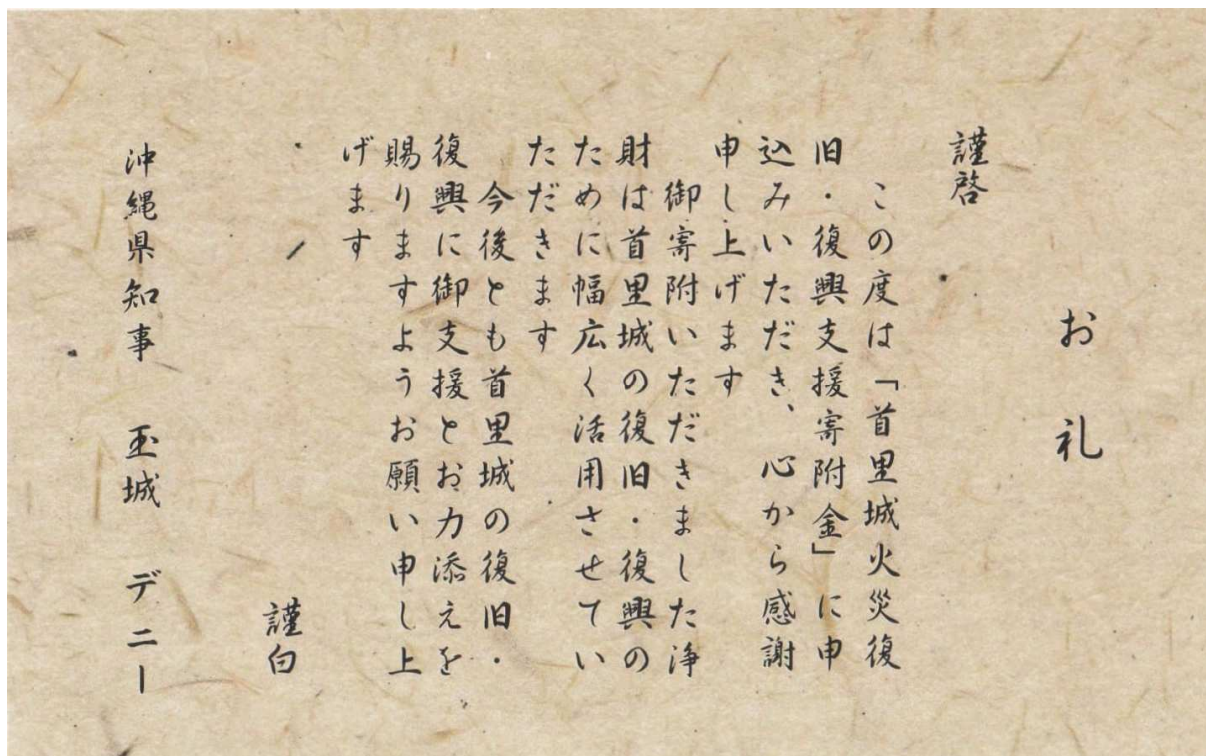 お礼
謹啓
この度は「首里城火災復
旧・復興支援寄附金」に申
込みいただき、心から感謝
申し上げます
御寄附いただきました浄
財は首里城の復旧・復興の
ために幅広く活用させてい
ただきます
今後とも首里城の復旧・
復興に御支援とお力添えを
賜りますようお願い申し上
げます
謹白
沖縄県知事 玉城 デニー